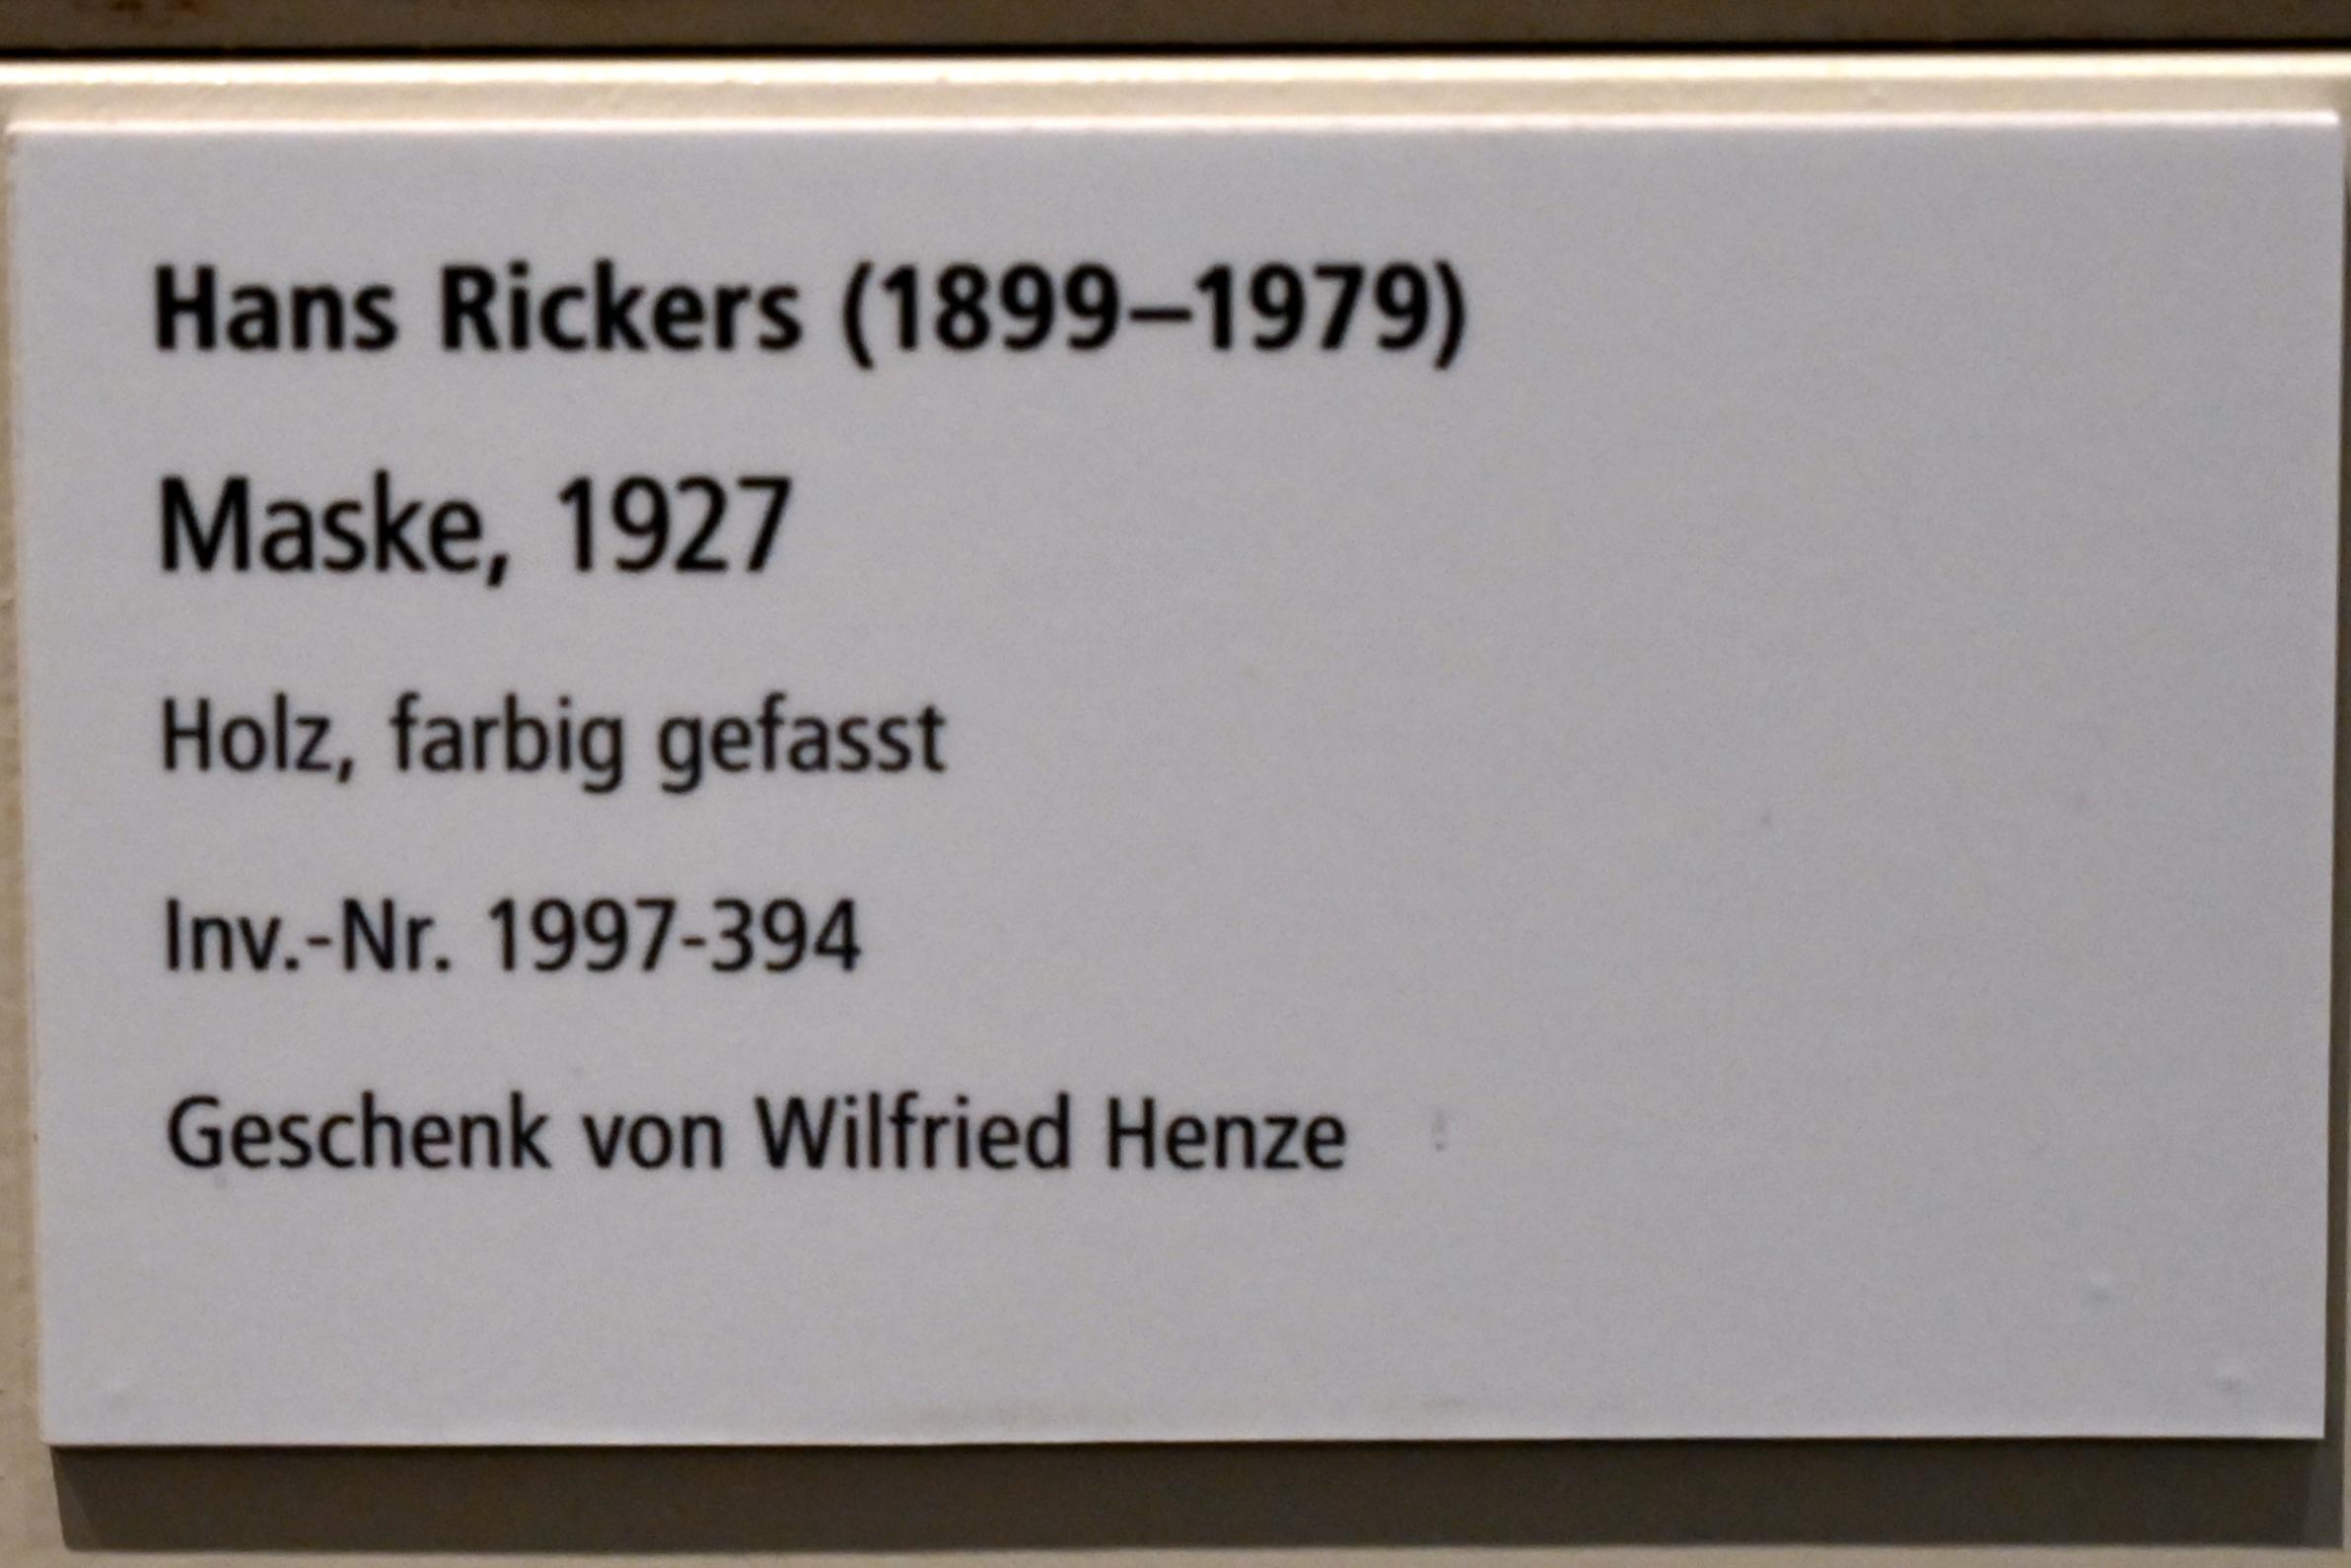 Hans Rickers (1899–1979)
Maske, 1927
Holz, farbig gefasst
Inv.-Nr. 1997-394
Geschenk von Wilfried Henze